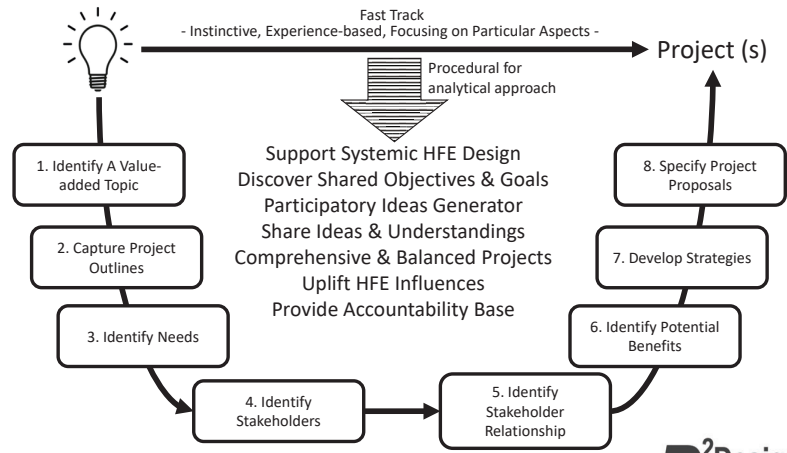 Fast Track
- Instinctive, Experience-based, Focusing on Particular Aspects -
Project (s)
Procedural for
analytical approach
Support Systemic HFE Design
Discover Shared Objectives & Goals
Participatory Ideas Generator
Share Ideas & Understandings
Comprehensive & Balanced Projects
Uplift HFE Influences
Provide Accountability Base
1. Identify A Value-
added Topic
2. Capture Project
Outlines
3. Identify Needs
4. Identify
Stakeholders
5. Identify
Stakeholder
Relationship
6. Identify Potential
Benefits
7. Develop Strategies
8. Specify Project
Proposals